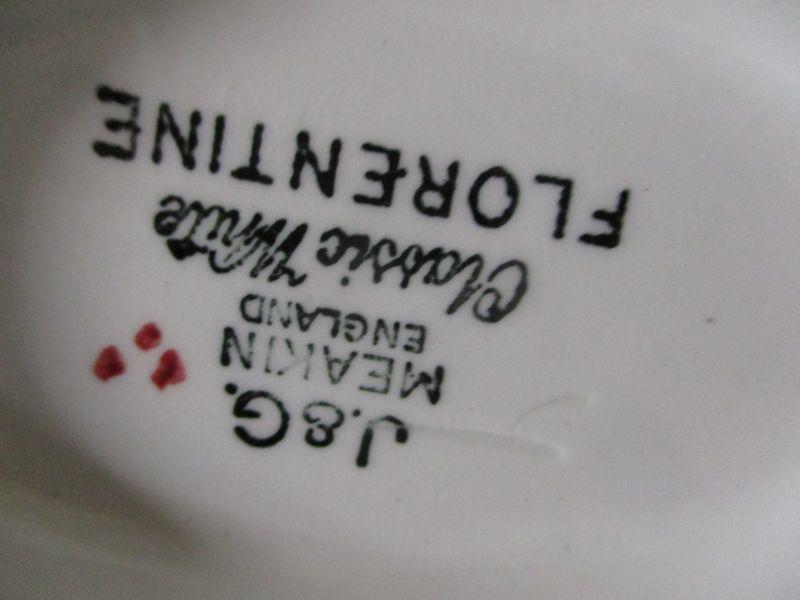 J.&G.
MEAKIN
ENGLAND
Classic White
FLORENTINE